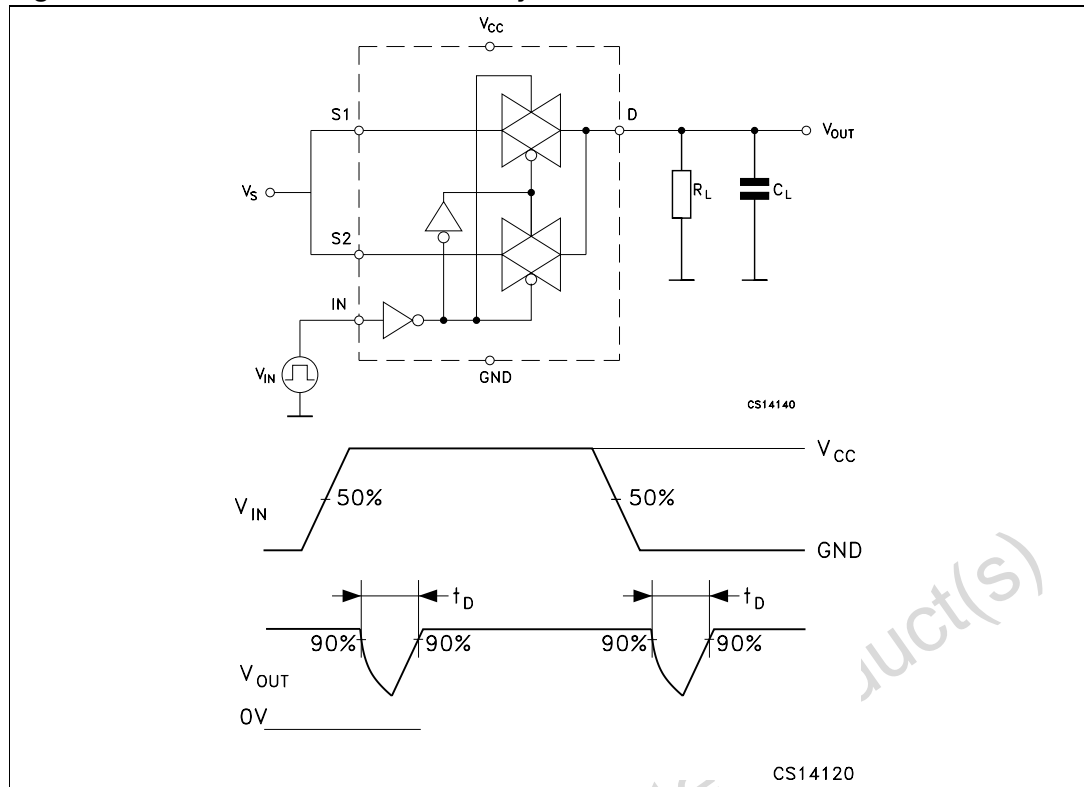 V_CC
S1
D
V_OUT
V_S
R_L
C_L
S2
IN
V_IN
GND
CS14140
V_CC
50%
50%
V_IN
GND
t_D
t_D
90%
90%
90%
90%
V_OUT
0V
CS14120